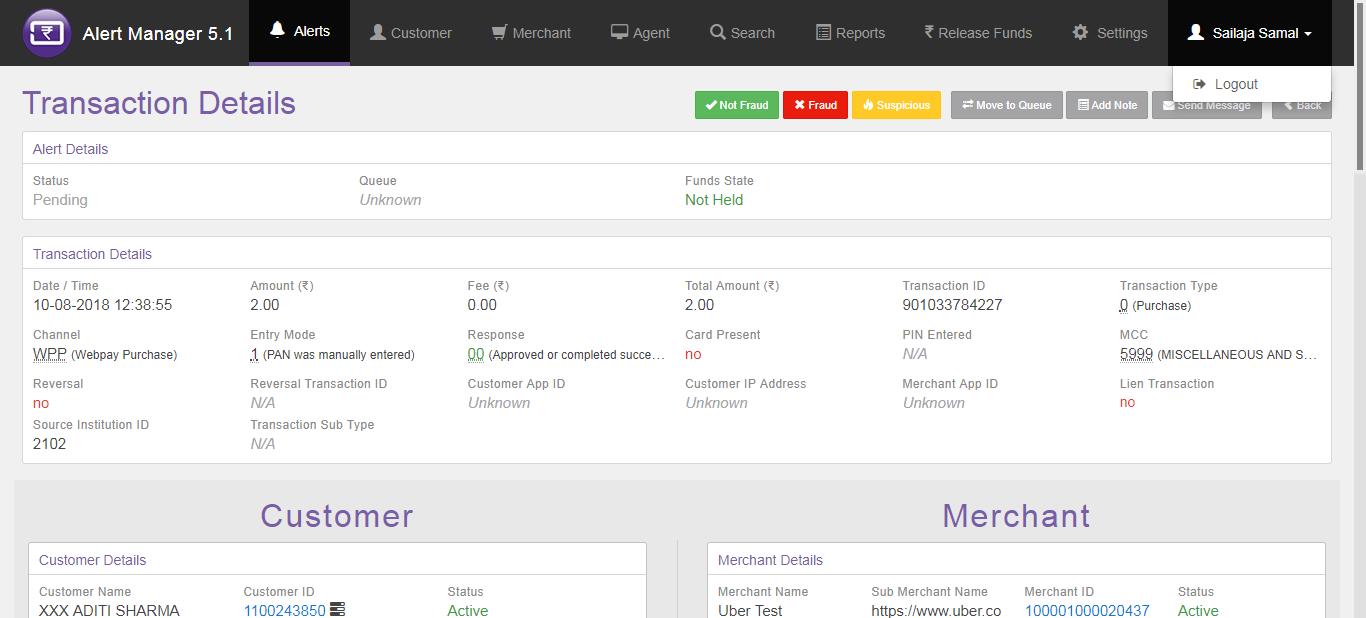 Alert Manager 5.1
Alerts
Customer
Merchant
Agent
Search
Reports
₹ Release Funds
Settings
Sailaja Samal
Logout
Transaction Details
Not Fraud
Fraud
Suspicious
Move to Queue
Add Note
Send Message
Back
Alert Details
Status Queue Funds State
Pending Unknown Not Held
Transaction Details
Date / Time Amount (₹) Fee (₹) Total Amount (₹) Transaction ID Transaction Type
10-08-2018 12:38:55 2.00 0.00 2.00 901033784227 0 (Purchase)
Channel Entry Mode Response Card Present PIN Entered MCC
WPP (Webpay Purchase) 1 (PAN was manually entered) 00 (Approved or completed succe... no N/A 5999 (MISCELLANEOUS AND S...
Reversal Reversal Transaction ID Customer App ID Customer IP Address Merchant App ID Lien Transaction
no N/A Unknown Unknown Unknown no
Source Institution ID Transaction Sub Type
2102 N/A
Customer
Customer Details
Customer Name Customer ID Status
XXX ADITI SHARMA 1100243850 Active
Merchant
Merchant Details
Merchant Name Sub Merchant Name Merchant ID Status
Uber Test https://www.uber.co 100001000020437 Active